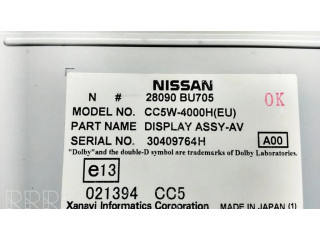 NISSAN
N # 28090 BU705
OK
MODEL NO. CC5W-4000H(EU)
PART NAME DISPLAY ASSY-AV
SERIAL NO. 30409764H
A00
"Dolby" and the double-D symbol are trademarks of Dolby Laboratories.
e13
021394 CC5
Xanavi Informatics Corporation MADE IN JAPAN (1)
RRR